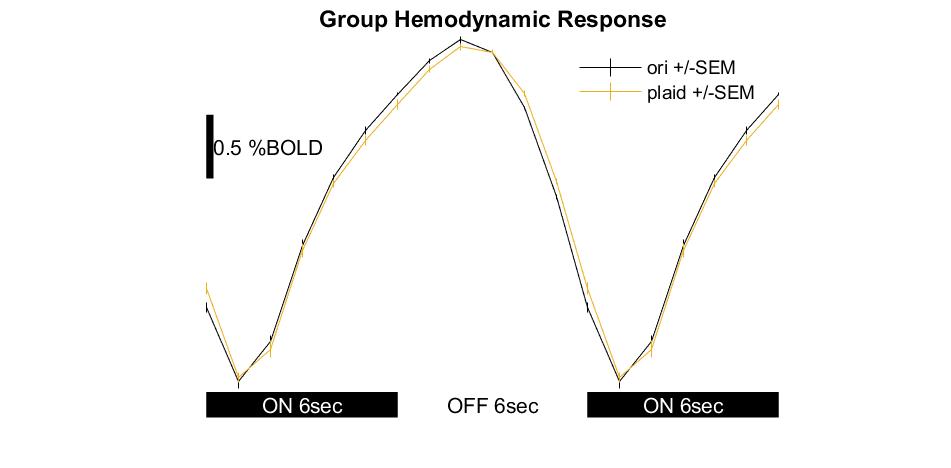 Group Hemodynamic Response
ori +/-SEM
plaid +/-SEM
0.5 %BOLD
ON 6sec
OFF 6sec
ON 6sec